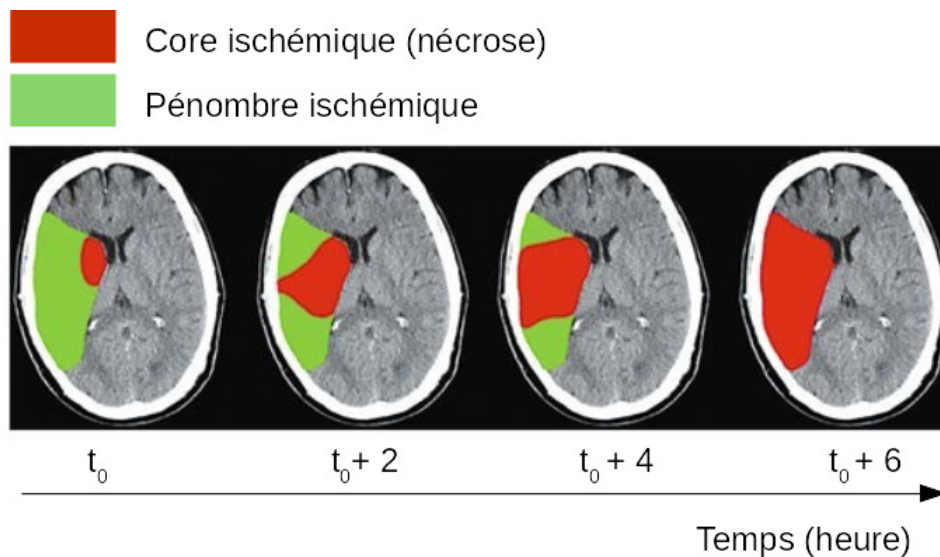 Core ischémique (nécrose)
Pénombre ischémique
t₀ t₀+ 2 t₀+ 4 t₀+ 6
Temps (heure)